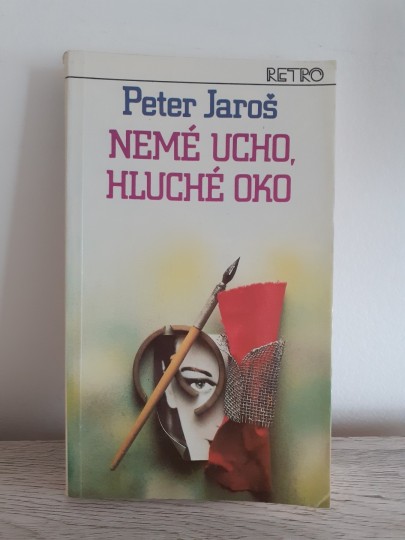 RETRO
Peter Jaroš
NEMÉ UCHO,
HLUCHÉ OKO